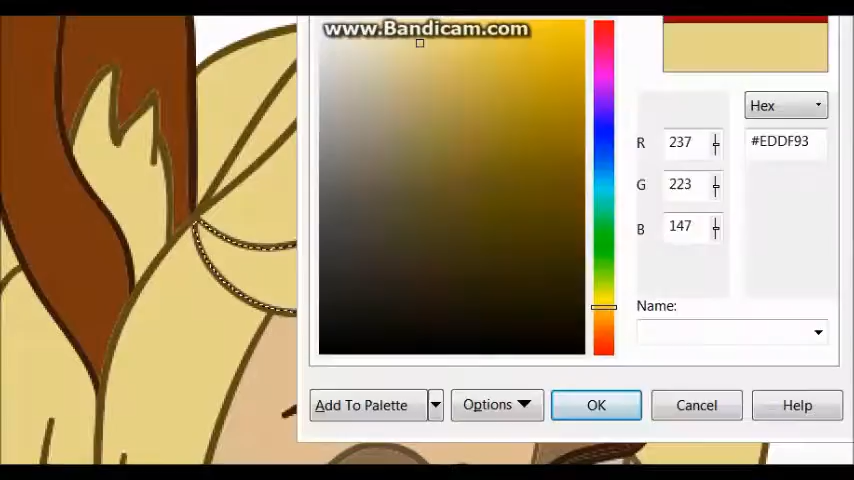 www.Bandicam.com
Hex
R 237 #EDDF93
G 223
B 147
Name:
Add To Palette Options OK Cancel Help